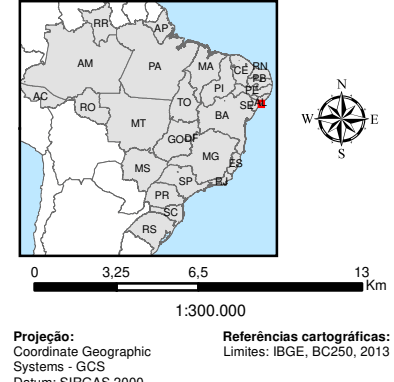 RR
AP
AM
PA
MA
CE
RN
PB
PE
AL
SE
PI
AC
RO
TO
BA
MT
GO
DF
MG
ES
MS
SP
RJ
PR
SC
RS
N
W
E
S
0
3,25
6,5
13
Km
1:300.000
Projeção:
Coordinate Geographic
Systems - GCS
Datum: SIRGAS 2000
Referências cartográficas:
Limites: IBGE, BC250, 2013